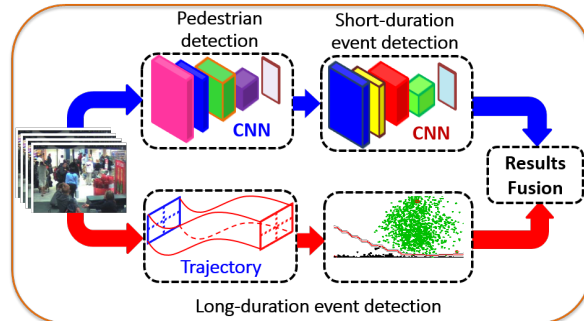 Pedestrian
detection
Short-duration
event detection
CNN
CNN
Results
Fusion
Trajectory
Long-duration event detection